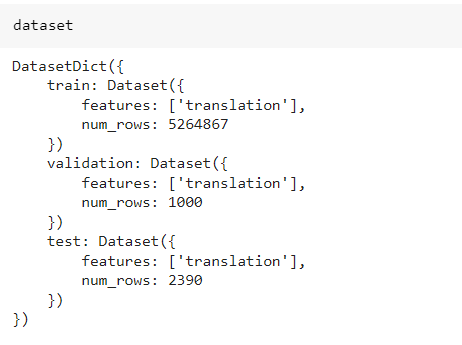 dataset
DatasetDict({
    train: Dataset({
        features: ['translation'],
        num_rows: 5264867
    })
    validation: Dataset({
        features: ['translation'],
        num_rows: 1000
    })
    test: Dataset({
        features: ['translation'],
        num_rows: 2390
    })
})